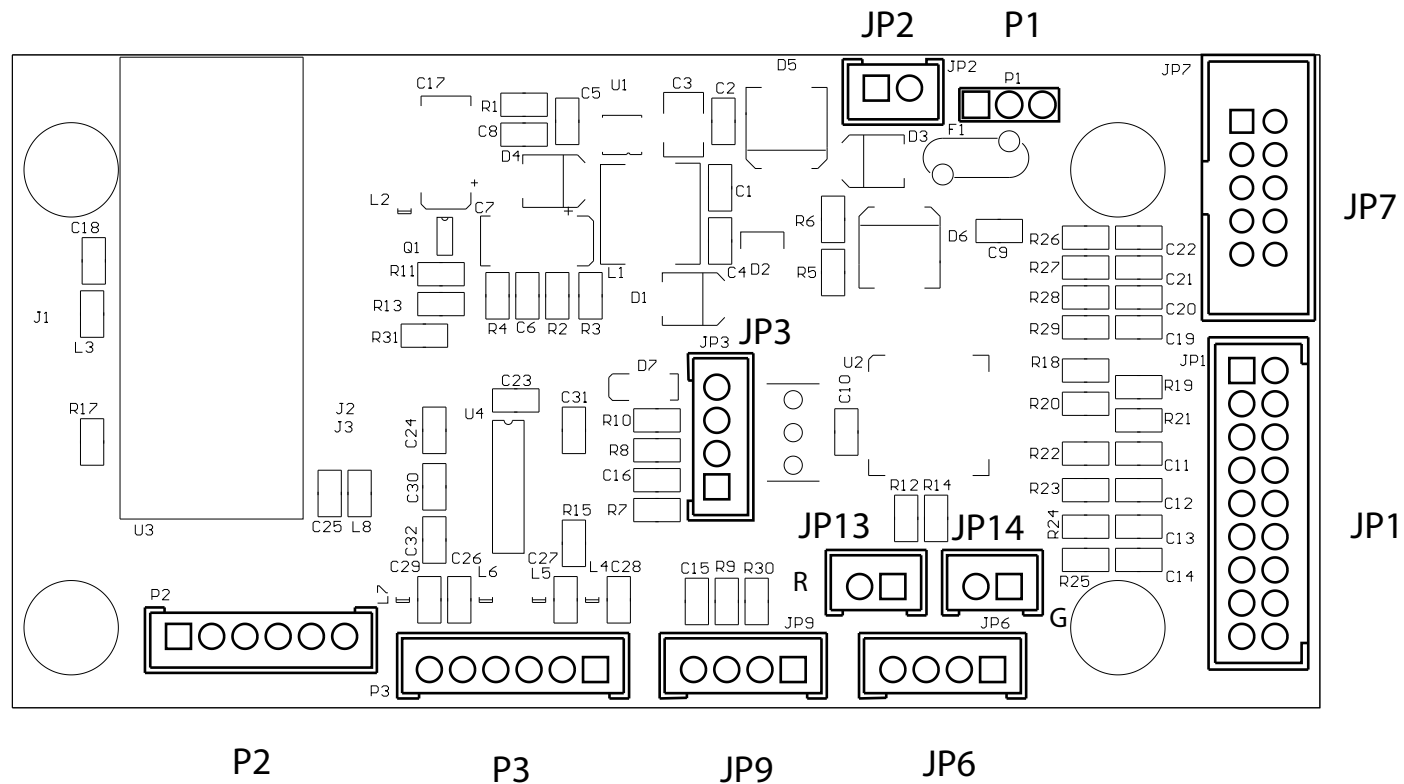 JP2 P1
C17 D5 JP2 JP7
R1 C5 U1 C3 C2 P1
C8
D4 D3 F1
L2 C7 C1
JP7
C18 R6
Q1 D6 C9 R26 C22
R11 L1 C4 D2 R5 R27 C21
J1 R13 D1 R28 C20
L3 R31 R4 C6 R2 R3 JP3 JP3 R29 C19
D7 U2 R18 JP1
C23 C10 R19
R17 J2 U4 C31 R10 R20
J3 C24 R8 R21
C30 C16 R22 C11
R12 R14 R23 C12
U3 C25 L8 C32 R15 R7 JP13 JP14 R24 C13 JP1
C29 C26 L6 C27 L4 C28 C15 R9 R30 R25 C14
P2 L7 L5 R G
JP9 JP6
P3
P2 P3 JP9 JP6